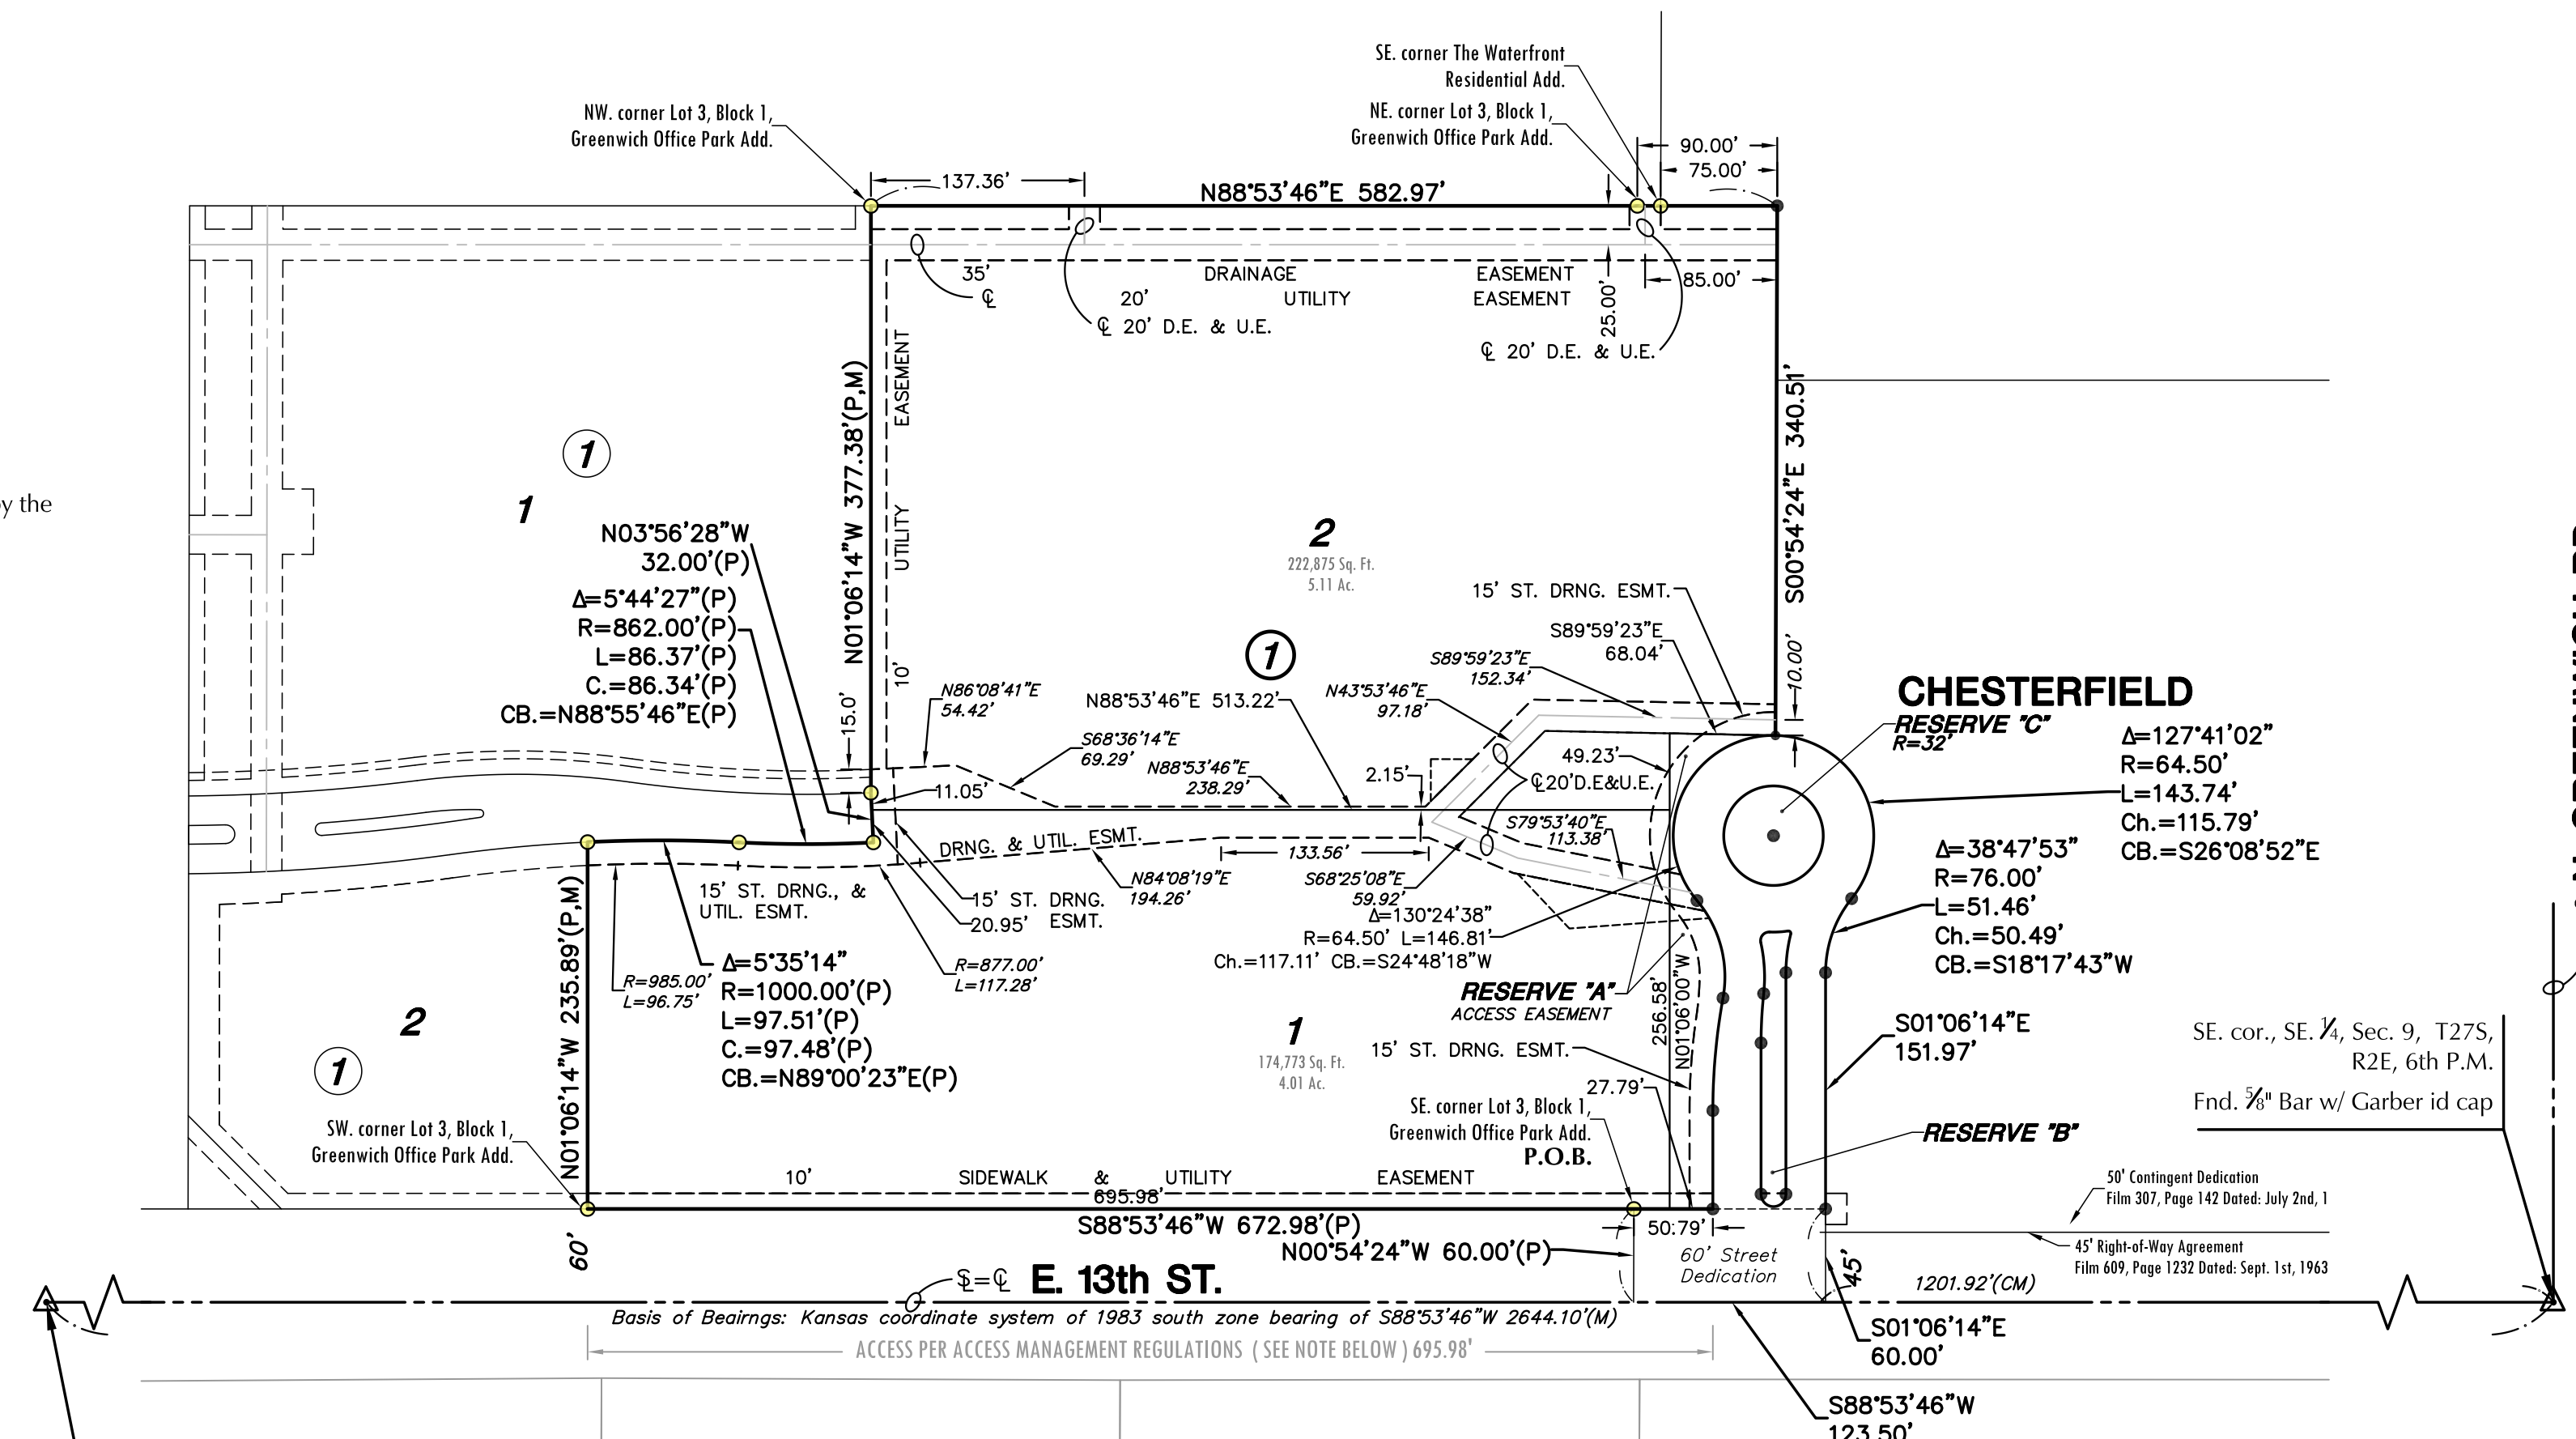 SE. corner The Waterfront
Residential Add.
NW. corner Lot 3, Block 1,
Greenwich Office Park Add.
NE. corner Lot 3, Block 1,
Greenwich Office Park Add.
90.00'
75.00'
137.36'
N88°53'46"E 582.97'
35'
℄
DRAINAGE EASEMENT
20' UTILITY EASEMENT
℄ 20' D.E. & U.E.
25.00'
85.00'
℄ 20' D.E. & U.E.
10' UTILITY EASEMENT
N01°06'14"W 377.38'(P,M)
S00°54'24"E 340.51'
y the
1
1
2
222,875 Sq. Ft.
5.11 Ac.
1
N03°56'28"W
32.00'(P)
Δ=5°44'27"(P)
R=862.00'(P)
L=86.37'(P)
C.=86.34'(P)
CB.=N88°55'46"E(P)
15.0'
N86°08'41"E
54.42'
S68°36'14"E
69.29'
N88°53'46"E 513.22'
N88°53'46"E
238.29'
15' ST. DRNG. ESMT.
S89°59'23"E
68.04'
S89°59'23"E
152.34'
N43°53'46"E
97.18'
10.00'
49.23'
2.15'
℄20'D.E&U.E.
CHESTERFIELD
RESERVE "C"
R=32'
Δ=127°41'02"
R=64.50'
L=143.74'
Ch.=115.79'
CB.=S26°08'52"E
11.05'
DRNG. & UTIL. ESMT.
133.56'
S79°53'40"E
113.38'
S68°25'08"E
59.92'
N84°08'19"E
194.26'
Δ=38°47'53"
R=76.00'
L=51.46'
Ch.=50.49'
CB.=S18°17'43"W
15' ST. DRNG., &
UTIL. ESMT.
15' ST. DRNG.
ESMT.
20.95'
Δ=130°24'38"
R=64.50' L=146.81'
Ch.=117.11' CB.=S24°48'18"W
N01°06'14"W 235.89'(P,M)
R=985.00'
L=96.75'
Δ=5°35'14"
R=1000.00'(P)
L=97.51'(P)
C.=97.48'(P)
CB.=N89°00'23"E(P)
R=877.00'
L=117.28'
RESERVE "A"
ACCESS EASEMENT
256.58'
N01°06'00"W
2
1
1
174,773 Sq. Ft.
4.01 Ac.
15' ST. DRNG. ESMT.
27.79'
S01°06'14"E
151.97'
SE. cor., SE. 1/4, Sec. 9, T27S,
R2E, 6th P.M.
Fnd. 5/8" Bar w/ Garber id cap
SE. corner Lot 3, Block 1,
Greenwich Office Park Add.
P.O.B.
RESERVE "B"
SW. corner Lot 3, Block 1,
Greenwich Office Park Add.
10' SIDEWALK & UTILITY EASEMENT
695.98'
S88°53'46"W 672.98'(P)
50.79'
60'
N00°54'24"W 60.00'(P)
60' Street
Dedication
45'
50' Contingent Dedication
Film 307, Page 142 Dated: July 2nd, 1
45' Right-of-Way Agreement
Film 609, Page 1232 Dated: Sept. 1st, 1963
1201.92'(CM)
=℄ E. 13th ST.
Basis of Beairngs: Kansas coordinate system of 1983 south zone bearing of S88°53'46"W 2644.10'(M)
ACCESS PER ACCESS MANAGEMENT REGULATIONS ( SEE NOTE BELOW ) 695.98'
S01°06'14"E
60.00'
S88°53'46"W
123.50'